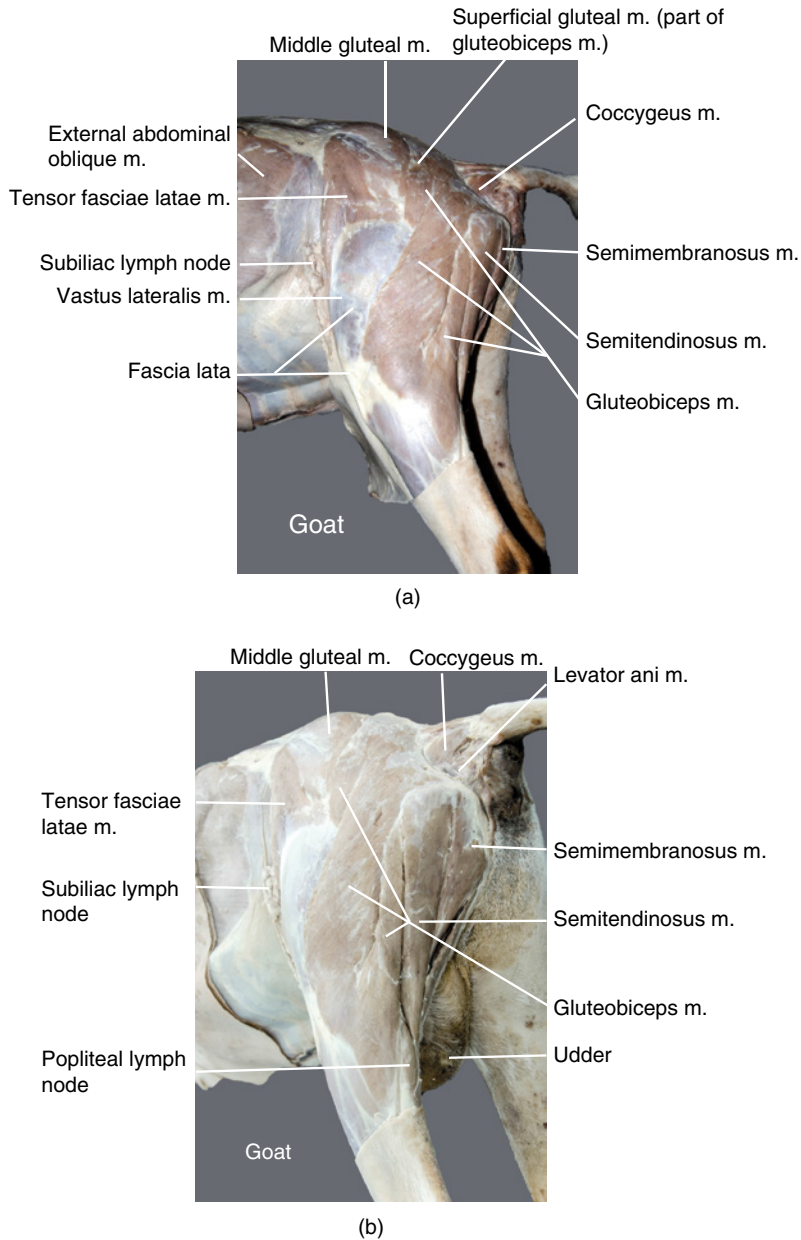 Superficial gluteal m. (part of
gluteobiceps m.)
Middle gluteal m.
Coccygeus m.
External abdominal
oblique m.
Tensor fasciae latae m.
Semimembranosus m.
Subiliac lymph node
Vastus lateralis m.
Semitendinosus m.
Fascia lata
Gluteobiceps m.
Goat
(a)
Middle gluteal m.
Coccygeus m.
Levator ani m.
Tensor fasciae
latae m.
Semimembranosus m.
Subiliac lymph
node
Semitendinosus m.
Gluteobiceps m.
Popliteal lymph
node
Udder
Goat
(b)